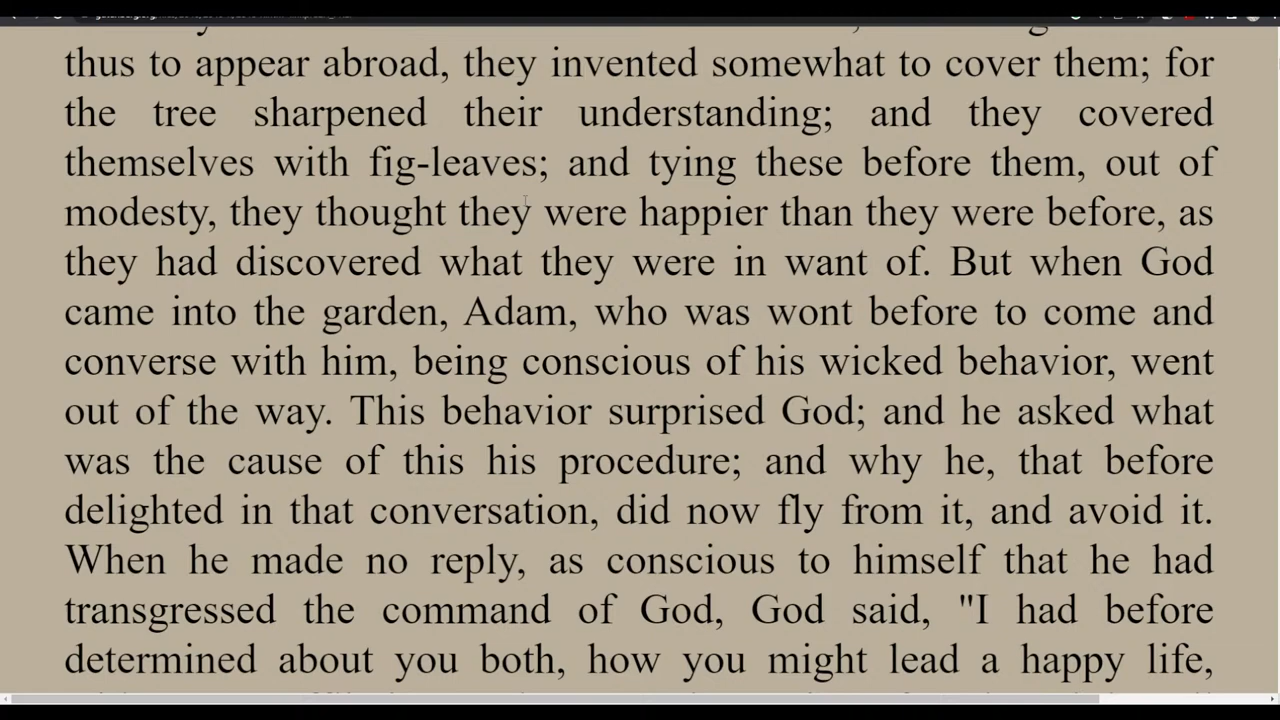 thus to appear abroad, they invented somewhat to cover them; for
the tree sharpened their understanding; and they covered
themselves with fig-leaves; and tying these before them, out of
modesty, they thought they were happier than they were before, as
they had discovered what they were in want of. But when God
came into the garden, Adam, who was wont before to come and
converse with him, being conscious of his wicked behavior, went
out of the way. This behavior surprised God; and he asked what
was the cause of this his procedure; and why he, that before
delighted in that conversation, did now fly from it, and avoid it.
When he made no reply, as conscious to himself that he had
transgressed the command of God, God said, "I had before
determined about you both, how you might lead a happy life,